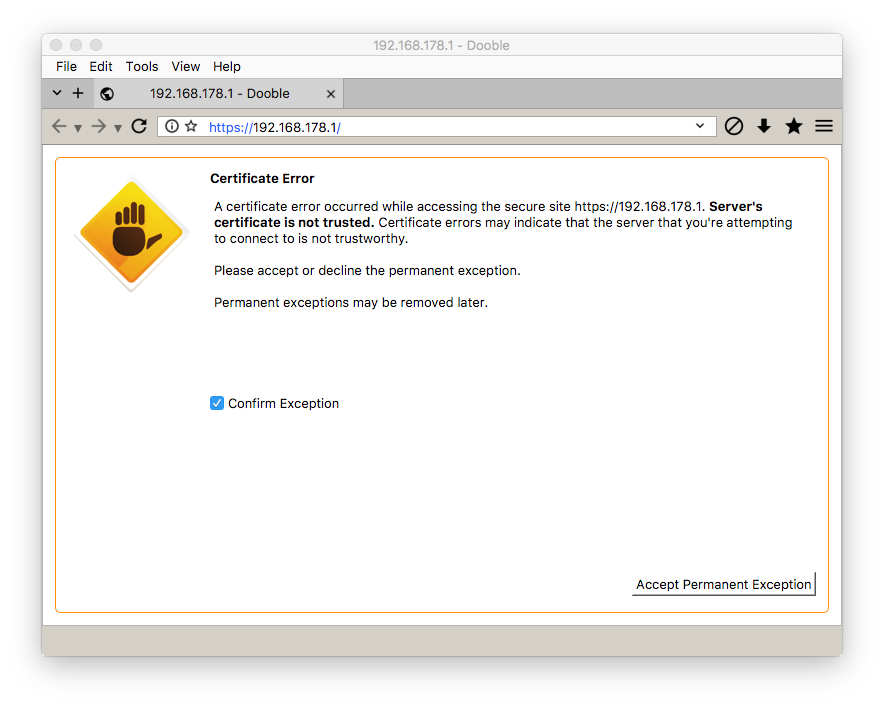 192.168.178.1 - Dooble
File Edit Tools View Help
192.168.178.1 - Dooble
https://192.168.178.1/
Certificate Error
A certificate error occurred while accessing the secure site https://192.168.178.1. Server's
certificate is not trusted. Certificate errors may indicate that the server that you're attempting
to connect to is not trustworthy.
Please accept or decline the permanent exception.
Permanent exceptions may be removed later.
Confirm Exception
Accept Permanent Exception